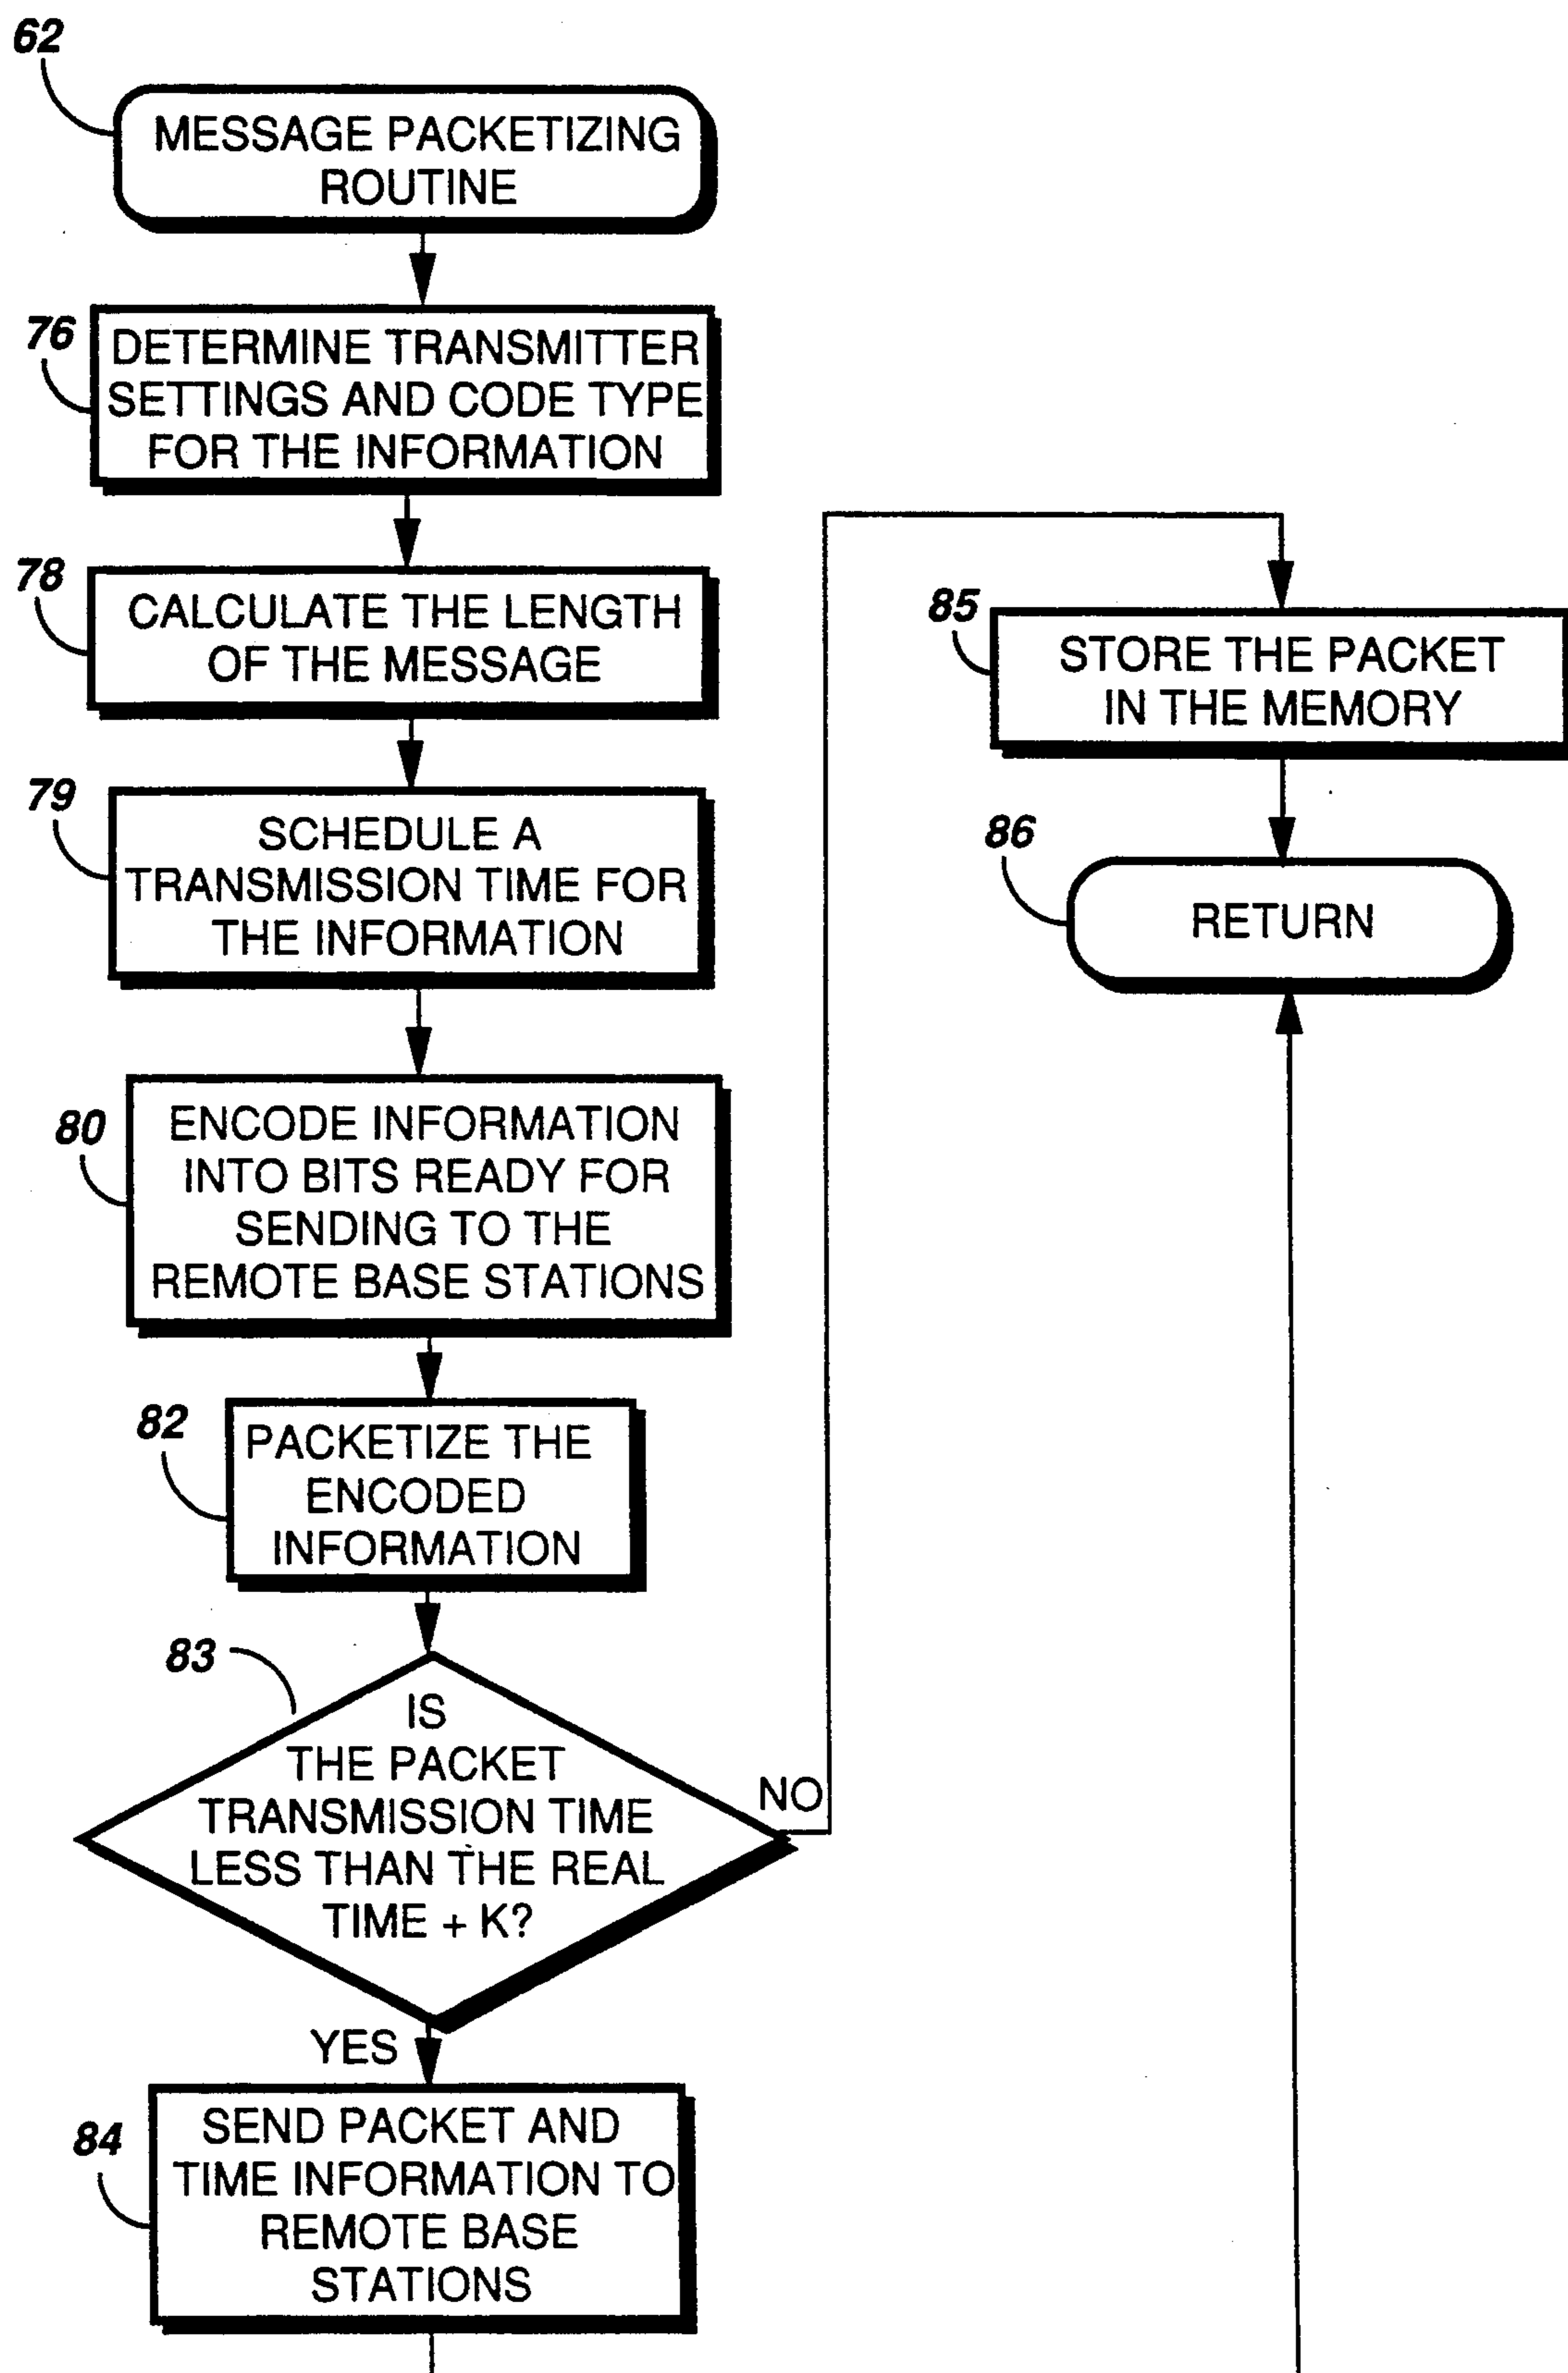 62
MESSAGE PACKETIZING
ROUTINE
76
DETERMINE TRANSMITTER
SETTINGS AND CODE TYPE
FOR THE INFORMATION
78
CALCULATE THE LENGTH
OF THE MESSAGE
79
SCHEDULE A
TRANSMISSION TIME FOR
THE INFORMATION
80
ENCODE INFORMATION
INTO BITS READY FOR
SENDING TO THE
REMOTE BASE STATIONS
82
PACKETIZE THE
ENCODED
INFORMATION
83
IS
THE PACKET
TRANSMISSION TIME
LESS THAN THE REAL
TIME + K?
NO
YES
84
SEND PACKET AND
TIME INFORMATION TO
REMOTE BASE
STATIONS
85
STORE THE PACKET
IN THE MEMORY
86
RETURN